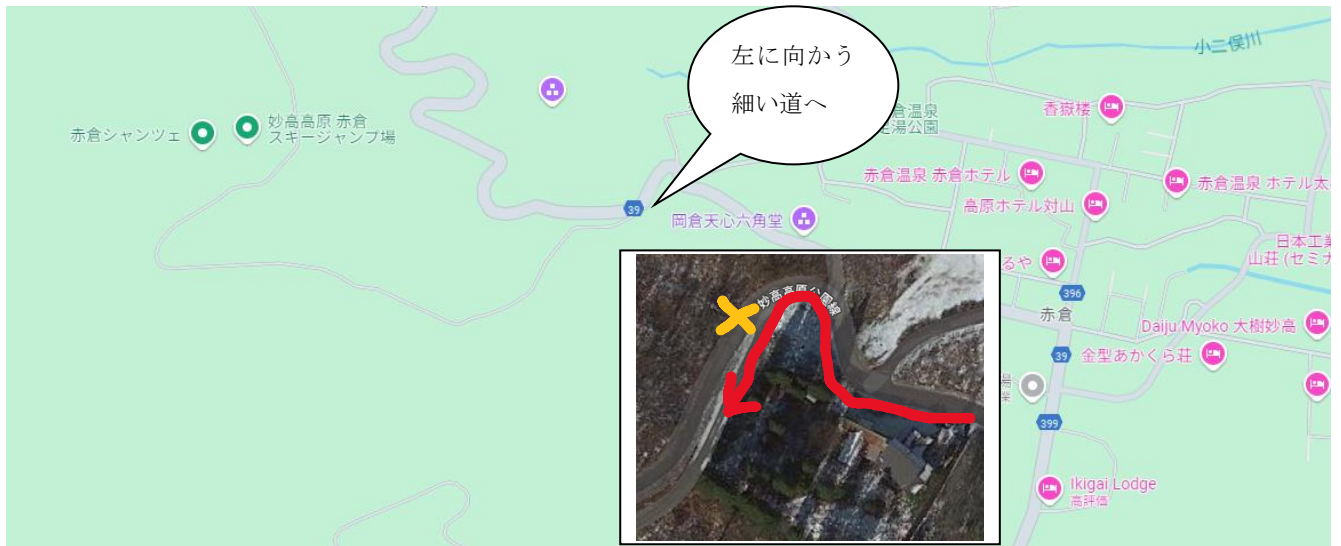 左に向かう
細い道へ
小二俣川
香嶽楼
赤倉シャンツェ
妙高高原 赤倉
スキージャンプ場
倉温泉
湯公園
赤倉温泉 赤倉ホテル
赤倉温泉 ホテル太
39
高原ホテル対山
岡倉天心六角堂
日本工業
山荘 (セミナ
るや
396
赤倉
妙高高原公園線
Daiju Myoko 大樹妙高
39
金型あかくら荘
399
Ikigai Lodge
高評価